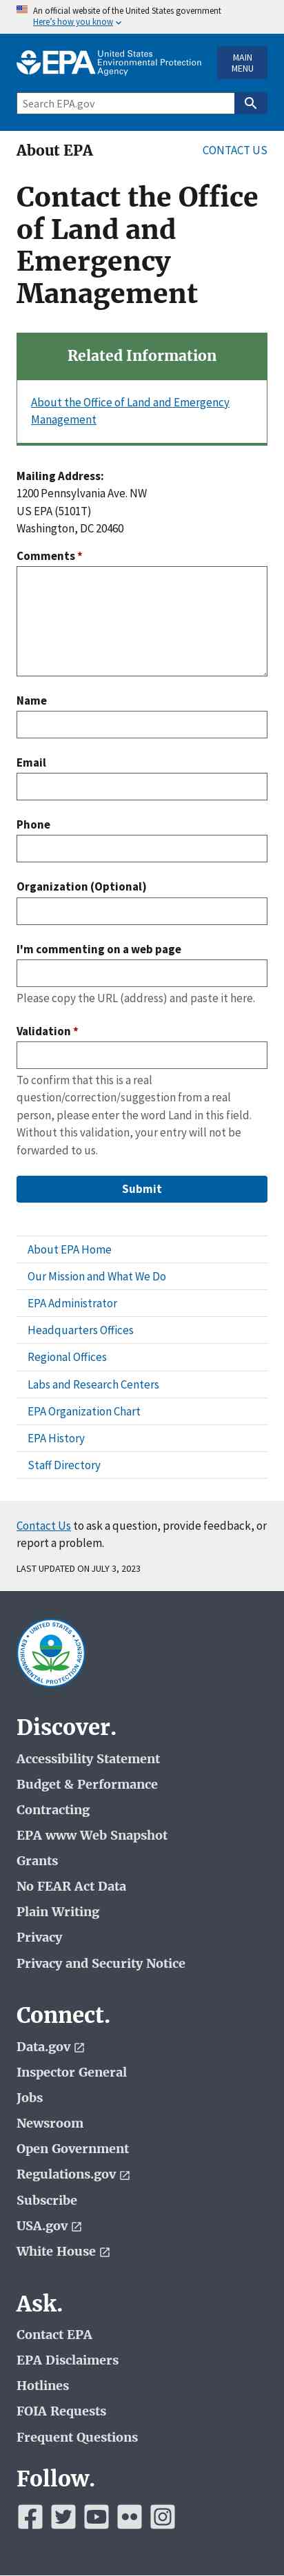 An official website of the United States government
Here's how you know
EPA United States
Environmental Protection
Agency
MAIN
MENU
Search EPA.gov
About EPA
CONTACT US
Contact the Office
of Land and
Emergency
Management
Related Information
About the Office of Land and Emergency
Management
Mailing Address:
1200 Pennsylvania Ave. NW
US EPA (5101T)
Washington, DC 20460
Comments *
Name
Email
Phone
Organization (Optional)
I'm commenting on a web page
Please copy the URL (address) and paste it here.
Validation *
To confirm that this is a real
question/correction/suggestion from a real
person, please enter the word Land in this field.
Without this validation, your entry will not be
forwarded to us.
Submit
About EPA Home
Our Mission and What We Do
EPA Administrator
Headquarters Offices
Regional Offices
Labs and Research Centers
EPA Organization Chart
EPA History
Staff Directory
Contact Us to ask a question, provide feedback, or
report a problem.
LAST UPDATED ON JULY 3, 2023
UNITED STATES
ENVIRONMENTAL PROTECTION AGENCY
Discover.
Accessibility Statement
Budget & Performance
Contracting
EPA www Web Snapshot
Grants
No FEAR Act Data
Plain Writing
Privacy
Privacy and Security Notice
Connect.
Data.gov
Inspector General
Jobs
Newsroom
Open Government
Regulations.gov
Subscribe
USA.gov
White House
Ask.
Contact EPA
EPA Disclaimers
Hotlines
FOIA Requests
Frequent Questions
Follow.